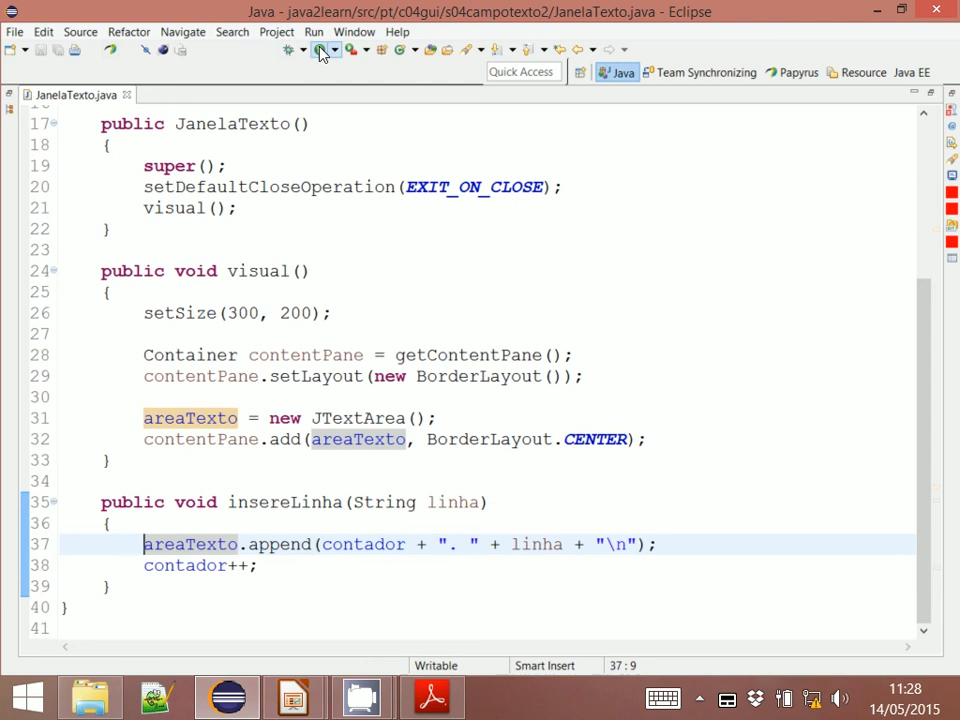 Java - java2learn/src/pt/c04gui/s04campotexto2/JanelaTexto.java - Eclipse
File Edit Source Refactor Navigate Search Project Run Window Help
Quick Access Java Team Synchronizing Papyrus Resource Java EE
JanelaTexto.java
17 public JanelaTexto()
18 {
19 super();
20 setDefaultCloseOperation(EXIT_ON_CLOSE);
21 visual();
22 }
23
24 public void visual()
25 {
26 setSize(300, 200);
27
28 Container contentPane = getContentPane();
29 contentPane.setLayout(new BorderLayout());
30
31 areaTexto = new JTextArea();
32 contentPane.add(areaTexto, BorderLayout.CENTER);
33 }
34
35 public void insereLinha(String linha)
36 {
37 areaTexto.append(contador + ". " + linha + "\n");
38 contador++;
39 }
40 }
41
Writable Smart Insert 37 : 9
11:28
14/05/2015